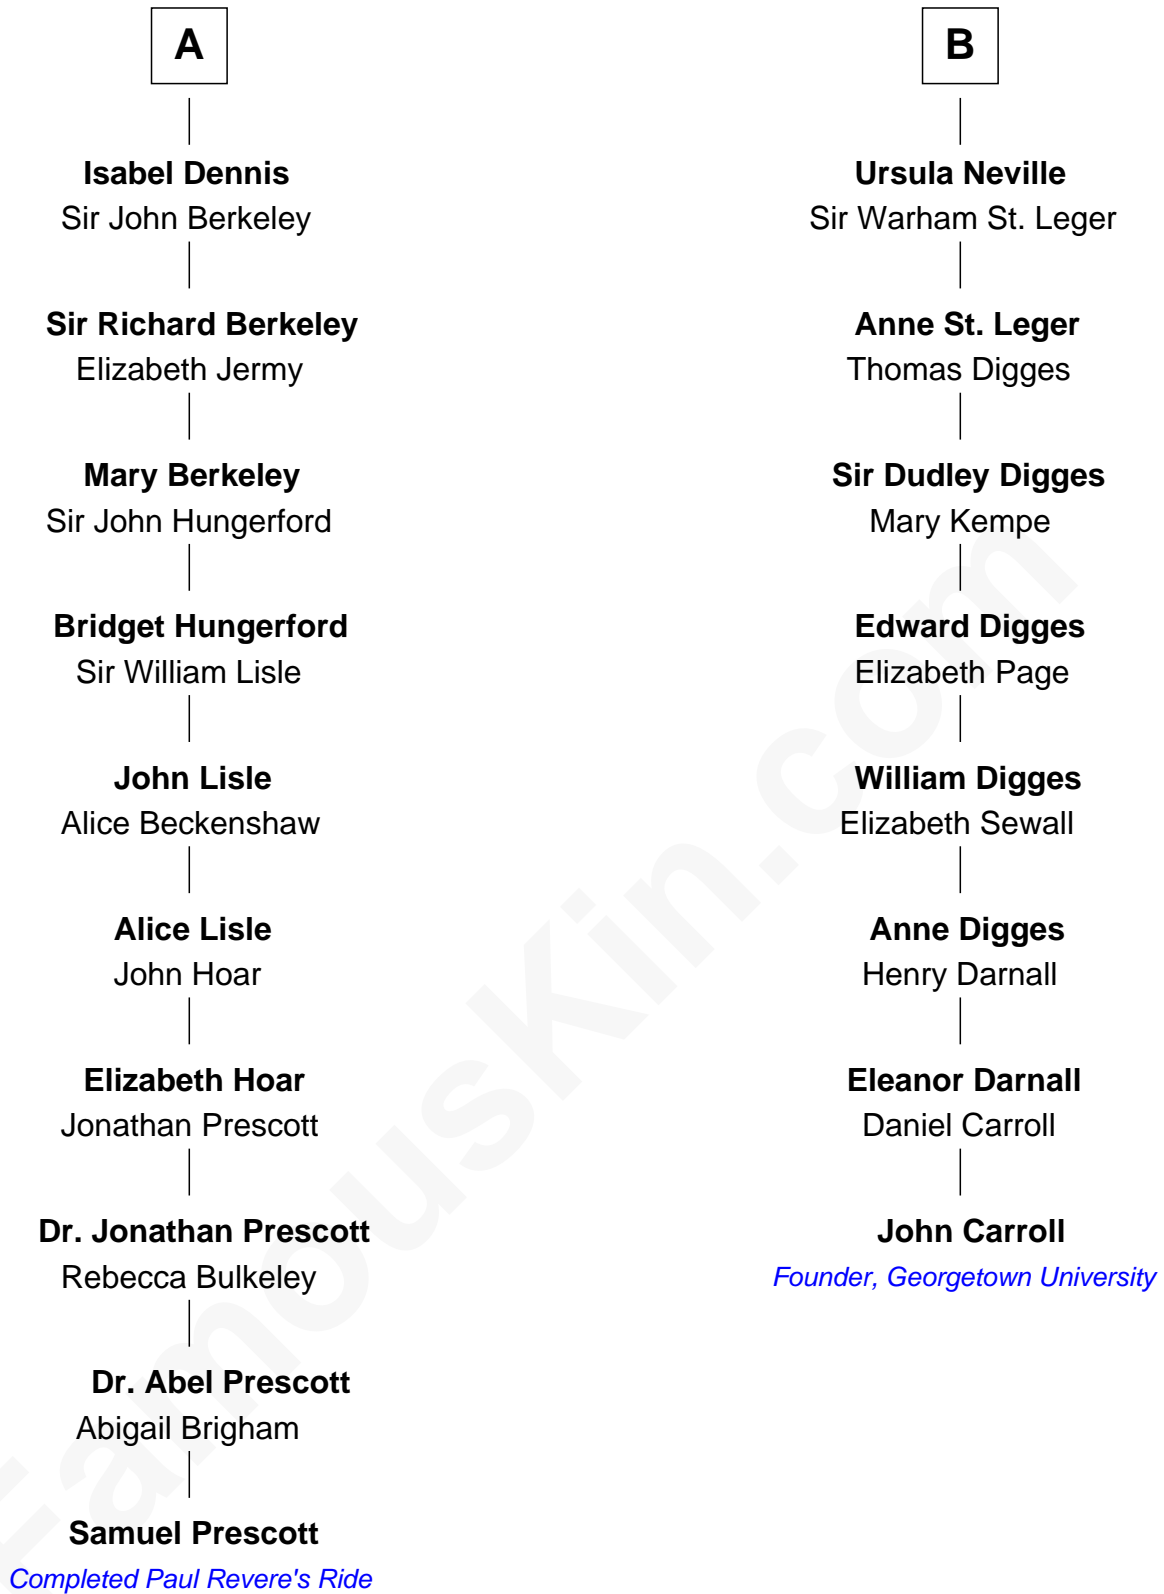 A
Isabel Dennis
Sir John Berkeley
Sir Richard Berkeley
Elizabeth Jermy
Mary Berkeley
Sir John Hungerford
Bridget Hungerford
Sir William Lisle
John Lisle
Alice Beckenshaw
Alice Lisle
John Hoar
Elizabeth Hoar
Jonathan Prescott
Dr. Jonathan Prescott
Rebecca Bulkeley
Dr. Abel Prescott
Abigail Brigham
Samuel Prescott
Completed Paul Revere's Ride
B
Ursula Neville
Sir Warham St. Leger
Anne St. Leger
Thomas Digges
Sir Dudley Digges
Mary Kempe
Edward Digges
Elizabeth Page
William Digges
Elizabeth Sewall
Anne Digges
Henry Darnall
Eleanor Darnall
Daniel Carroll
John Carroll
Founder, Georgetown University
FamousKin.com